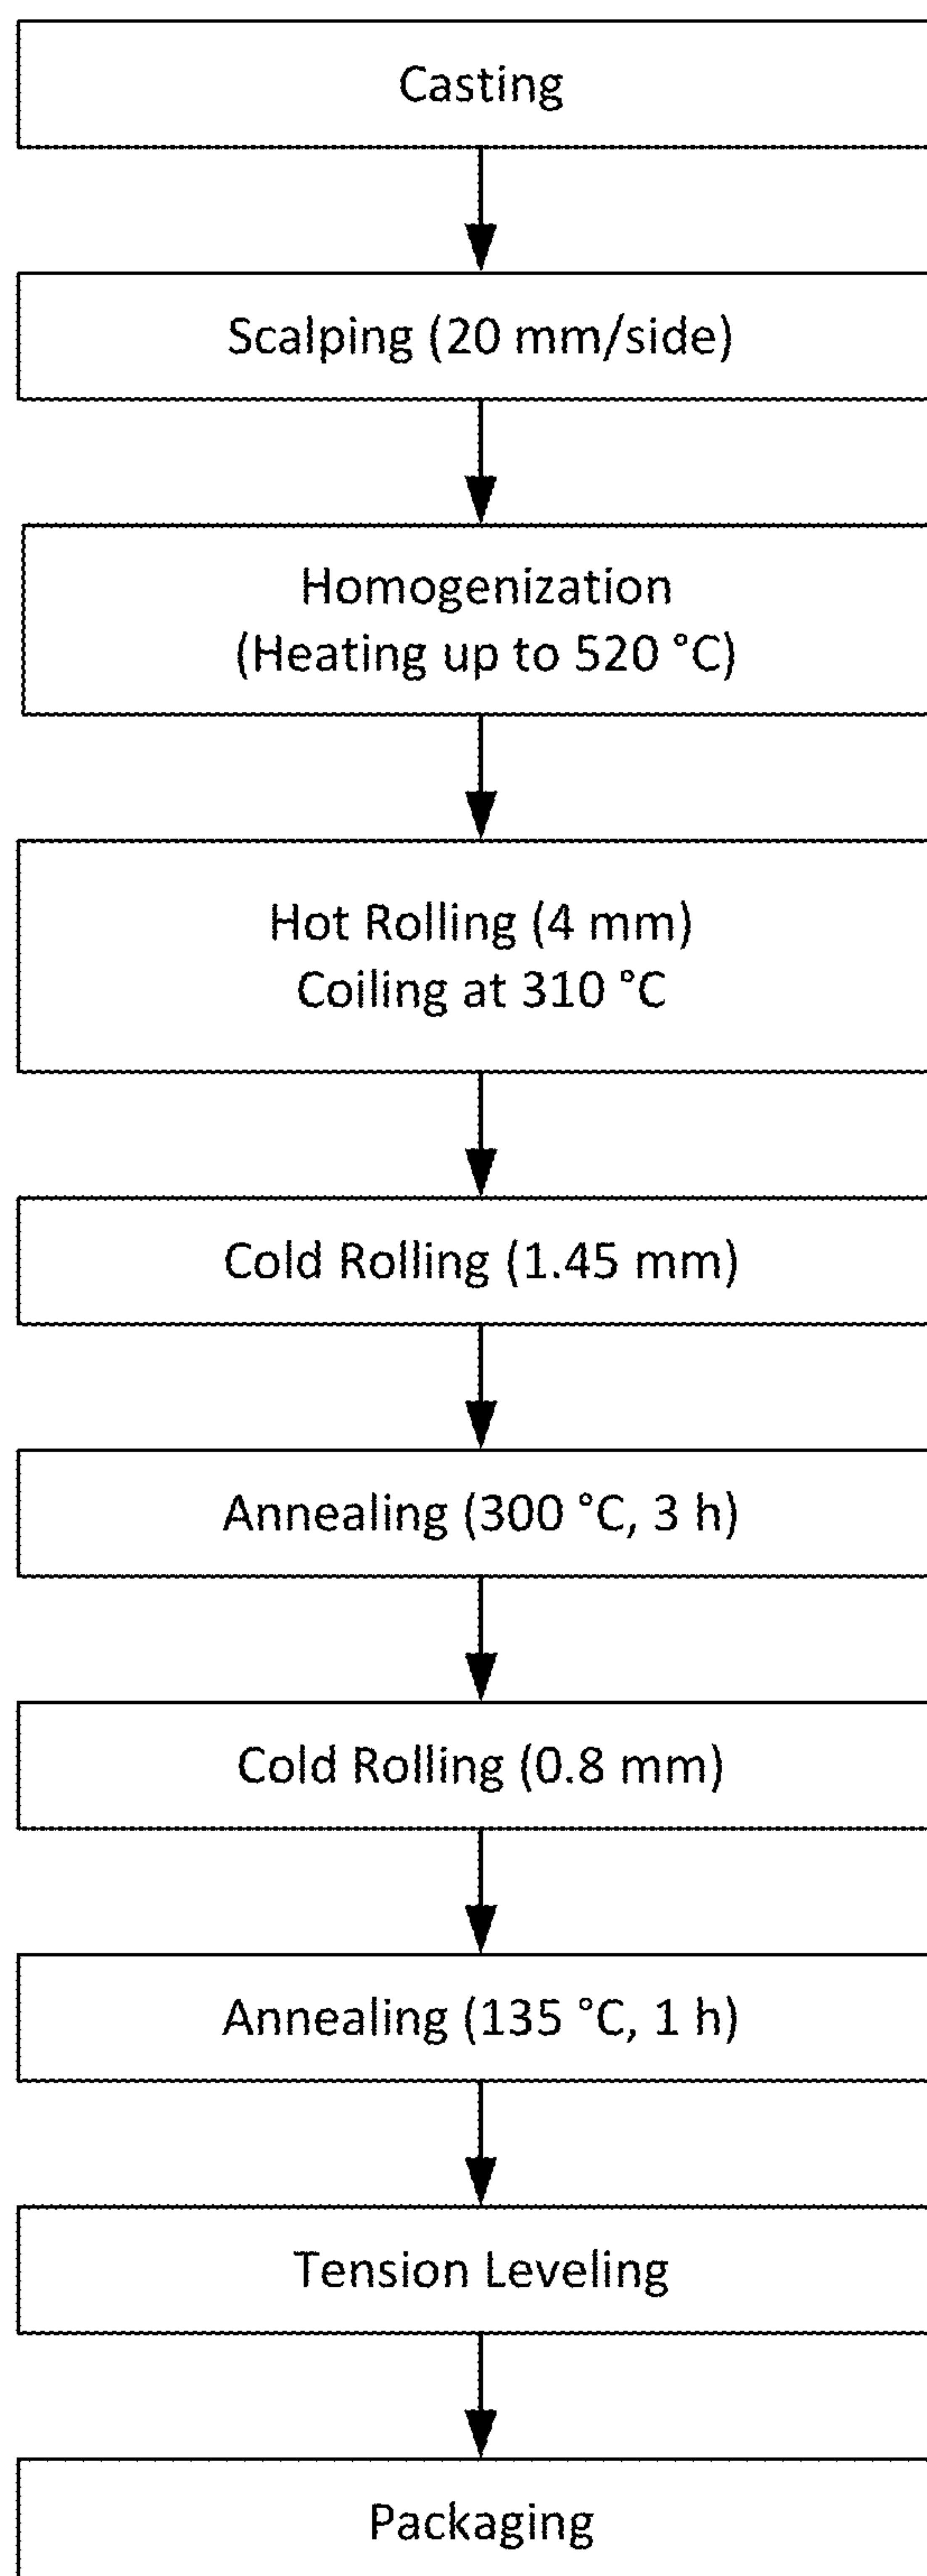 Casting
Scalping (20 mm/side)
Homogenization
(Heating up to 520 °C)
Hot Rolling (4 mm)
Coiling at 310 °C
Cold Rolling (1.45 mm)
Annealing (300 °C, 3 h)
Cold Rolling (0.8 mm)
Annealing (135 °C, 1 h)
Tension Leveling
Packaging